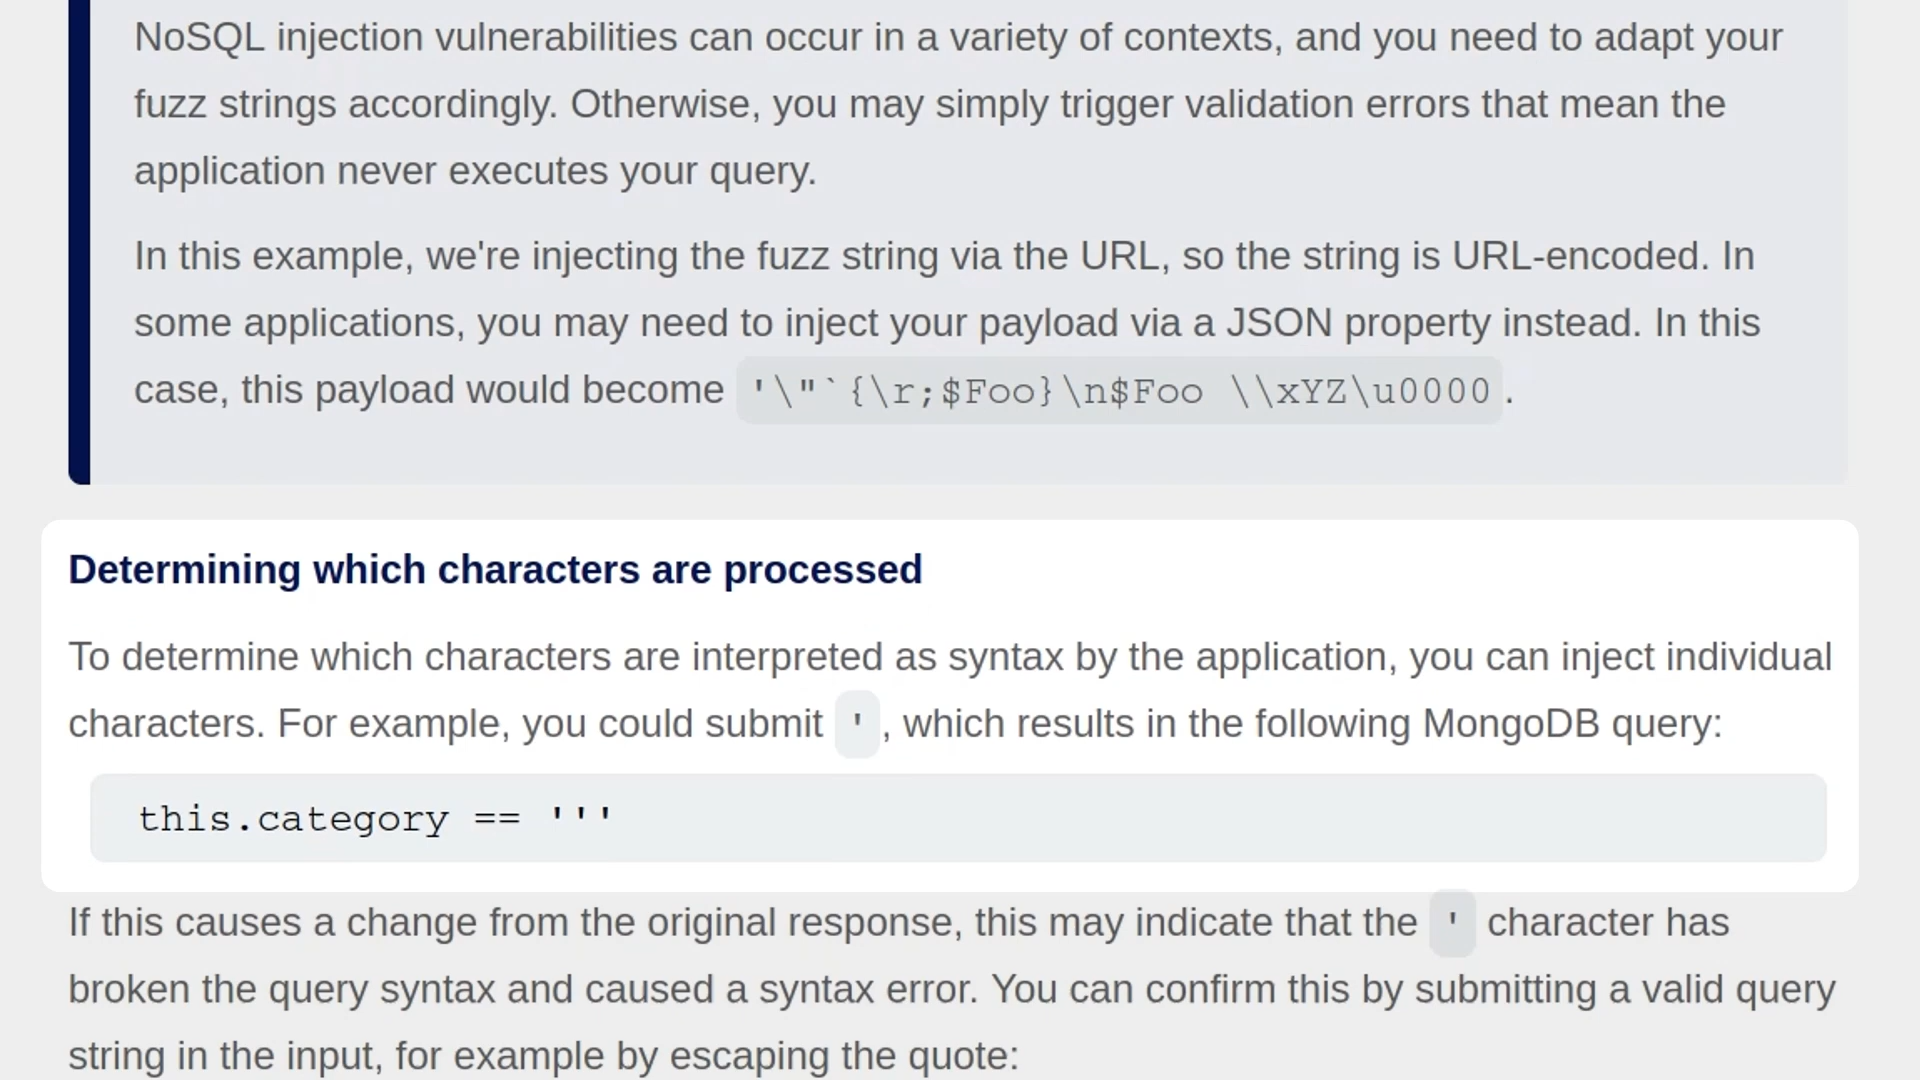 NoSQL injection vulnerabilities can occur in a variety of contexts, and you need to adapt your
fuzz strings accordingly. Otherwise, you may simply trigger validation errors that mean the
application never executes your query.
In this example, we're injecting the fuzz string via the URL, so the string is URL-encoded. In
some applications, you may need to inject your payload via a JSON property instead. In this
case, this payload would become '\"`{\r;$Foo}\n$Foo \\xYZ\u0000.
Determining which characters are processed
To determine which characters are interpreted as syntax by the application, you can inject individual
characters. For example, you could submit ', which results in the following MongoDB query:
this.category == '''
If this causes a change from the original response, this may indicate that the ' character has
broken the query syntax and caused a syntax error. You can confirm this by submitting a valid query
string in the input, for example by escaping the quote: